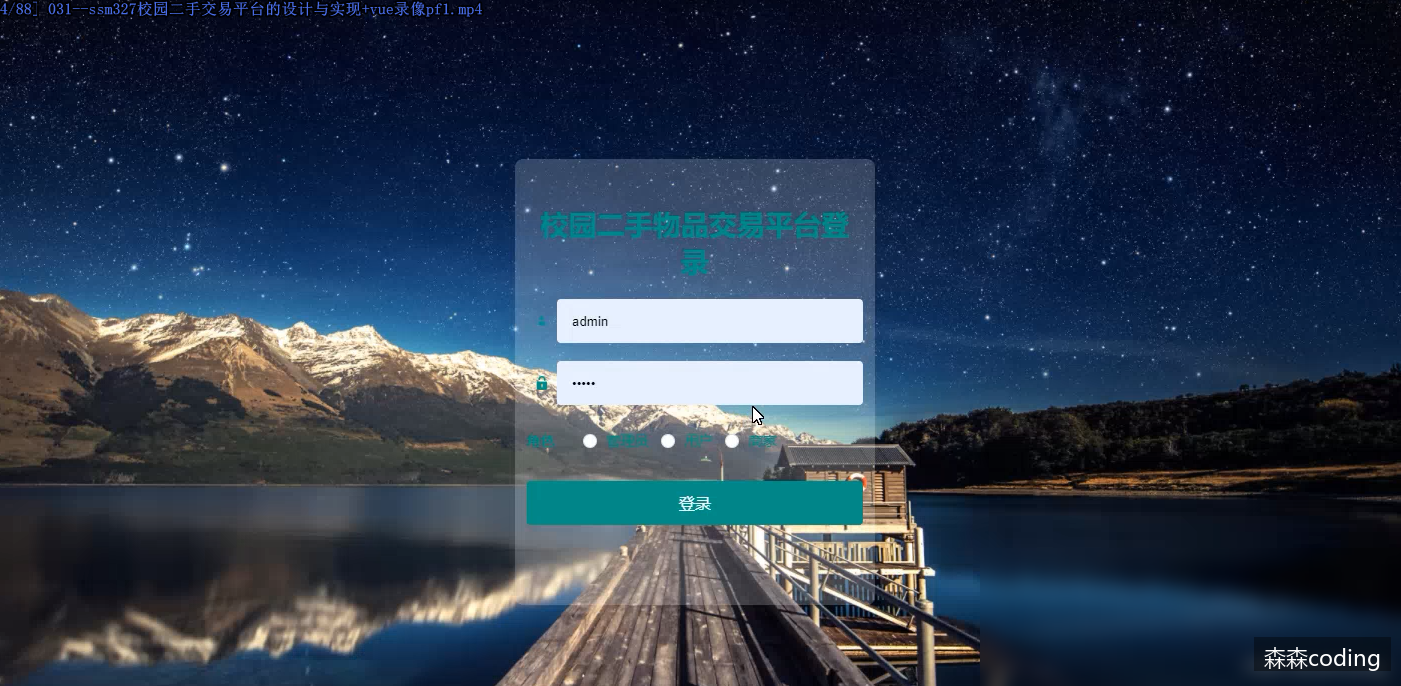 4/88] 031--ssm327校园二手交易平台的设计与实现+vue录像pf1.mp4
校园二手物品交易平台登
录
admin
•••••
角色 管理员 用户 卖家
登录
森森coding